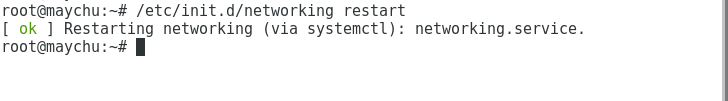 root@maychu:~# /etc/init.d/networking restart
[ ok ] Restarting networking (via systemctl): networking.service.
root@maychu:~#